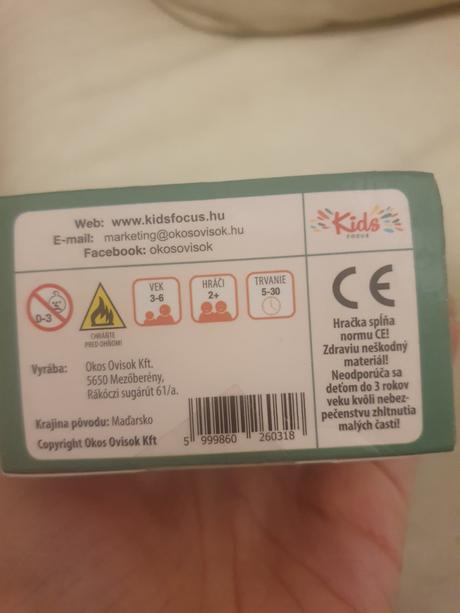 Web: www.kidsfocus.hu
E-mail: marketing@okosovisok.hu
Facebook: okosovisok
Kids
FOCUS
0-3
CHRÁŇTE
PRED OHŇOM!
VEK
3-6
HRÁČI
2+
TRVANIE
5-30
Vyrába: Okos Ovisok Kft.
5650 Mezőberény,
Rákóczi sugárút 61/a.
Krajina pôvodu: Maďarsko
Copyright Okos Ovisok Kft
5 999860 260318
CE
Hračka spĺňa
normu CE!
Zdraviu neškodný
materiál!
Neodporúča sa
deťom do 3 rokov
veku kvôli nebez-
pečenstvu zhltnutia
malých častí!